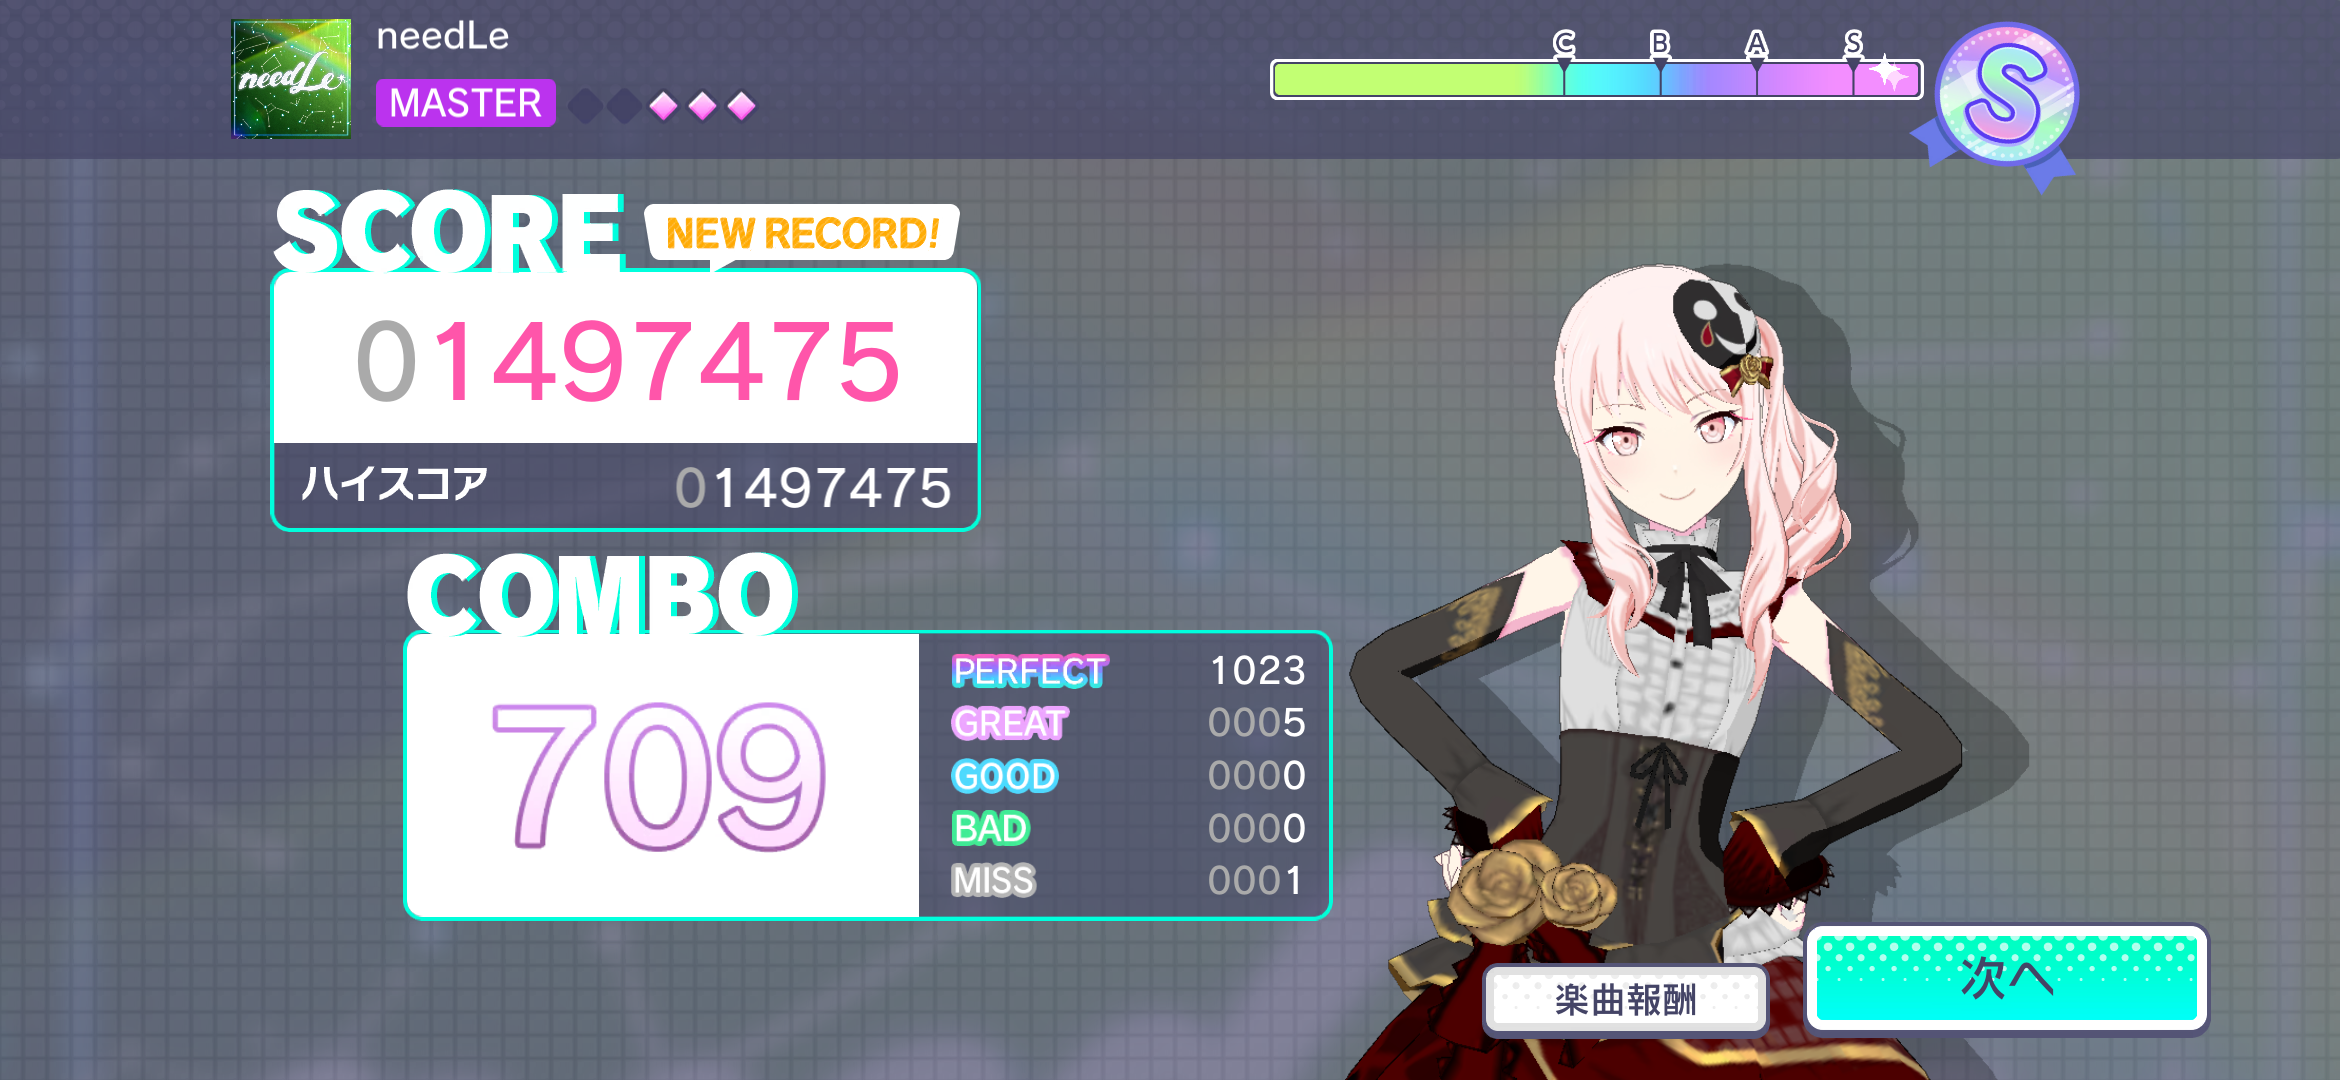 needLe
needLe
MASTER
C B A S
S
SCORE
NEW RECORD!
01497475
ハイスコア 01497475
COMBO
709
PERFECT 1023
GREAT 0005
GOOD 0000
BAD 0000
MISS 0001
楽曲報酬
次へ